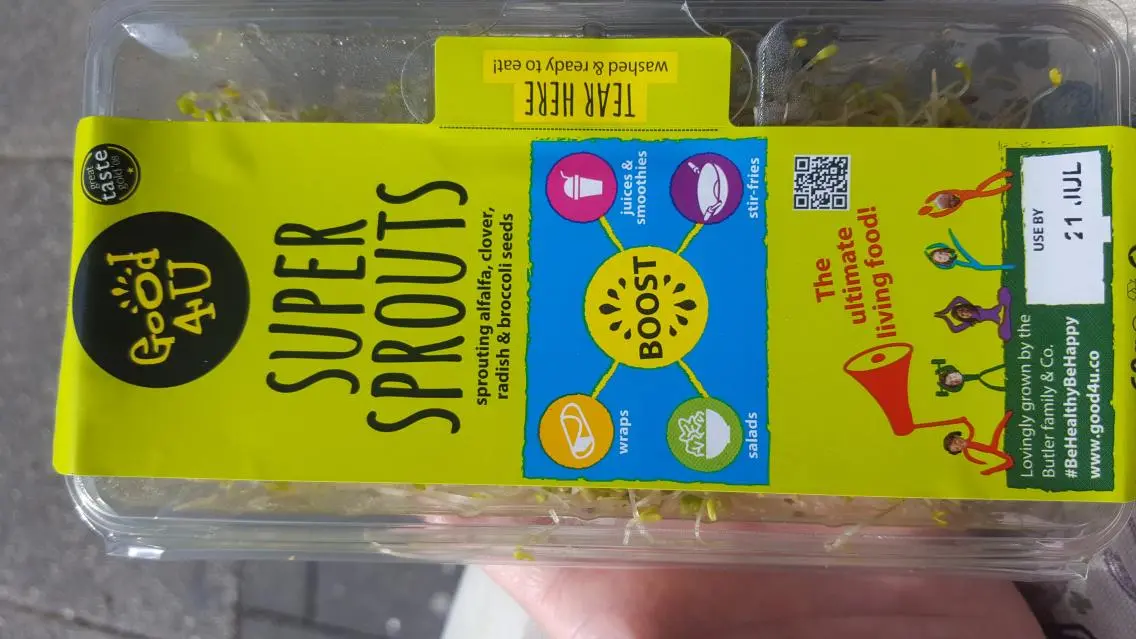 washed & ready to eat!
TEAR HERE
great
taste
gold '08
GOOD
4U
SUPER
SPROUTS
sprouting alfalfa, clover,
radish & broccoli seeds
juices &
smoothies
stir-fries
BOOST
wraps
salads
The
ultimate
living food!
USE BY
21 JUL
Lovingly grown by the
Butler family & Co.
#BeHealthyBeHappy
www.good4u.co